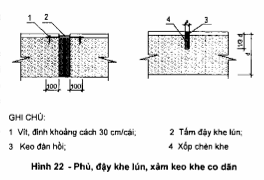 1 2
4 3
1/3 d
d
100 100
GHI CHÚ:
1 Vít, đinh khoảng cách 30 cm/cái; 2 Tấm đậy khe lún;
3 Keo đàn hồi; 4 Xốp chèn khe
Hình 22 - Phủ, đậy khe lún, xảm keo khe co dãn